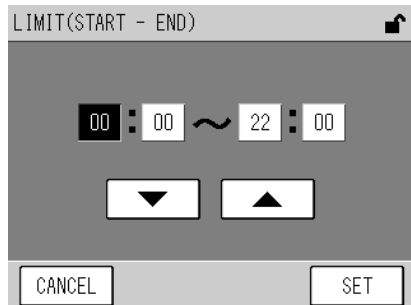 LIMIT(START - END)
00 : 00 ~ 22 : 00
CANCEL SET